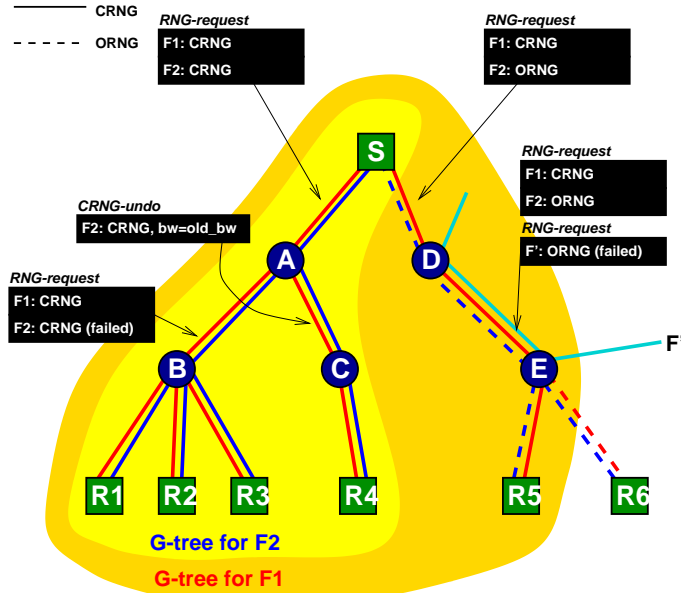 CRNG
ORNG
RNG-request
F1: CRNG
F2: CRNG
RNG-request
F1: CRNG
F2: ORNG
S
RNG-request
F1: CRNG
F2: ORNG
CRNG-undo
F2: CRNG, bw=old_bw
RNG-request
F': ORNG (failed)
A
D
RNG-request
F1: CRNG
F2: CRNG (failed)
F'
B
C
E
R1
R2
R3
R4
R5
R6
G-tree for F2
G-tree for F1